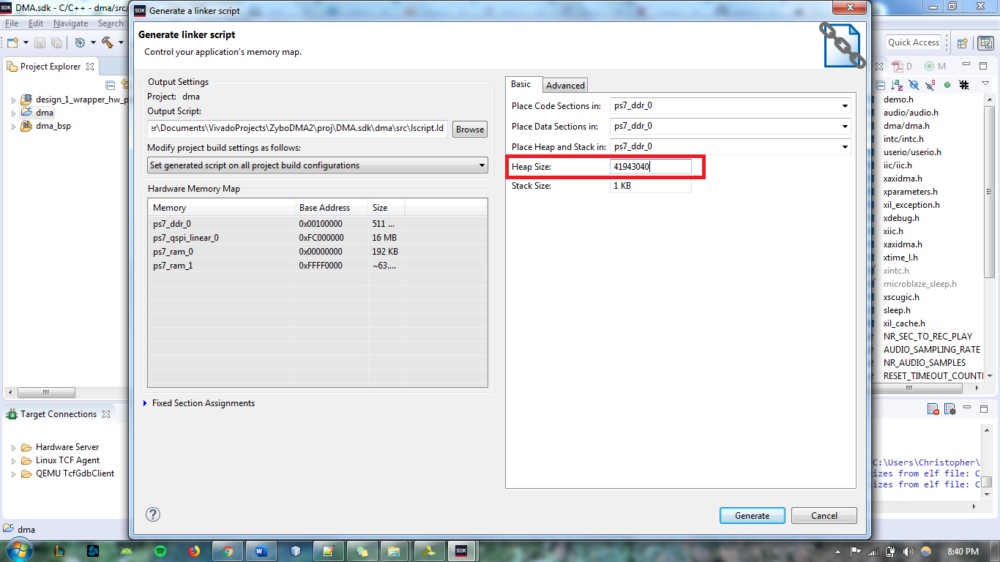 SDK DMA.sdk - C/C++ - dma/src/
File Edit Navigate Search
Project Explorer
design_1_wrapper_hw_p
dma
dma_bsp
Target Connections
Hardware Server
Linux TCF Agent
QEMU TcfGdbClient
dma
SDK Generate a linker script
Generate linker script
Control your application's memory map.
Output Settings
Project: dma
Output Script:
er\Documents\VivadoProjects\ZyboDMA2\proj\DMA.sdk\dma\src\lscript.ld Browse
Modify project build settings as follows:
Set generated script on all project build configurations
Hardware Memory Map
Memory Base Address Size
ps7_ddr_0 0x00100000 511 ...
ps7_qspi_linear_0 0xFC000000 16 MB
ps7_ram_0 0x00000000 192 KB
ps7_ram_1 0xFFFF0000 ~63....
Fixed Section Assignments
Basic Advanced
Place Code Sections in: ps7_ddr_0
Place Data Sections in: ps7_ddr_0
Place Heap and Stack in: ps7_ddr_0
Heap Size: 41943040
Stack Size: 1 KB
? Generate Cancel
Quick Access
D M
demo.h
audio/audio.h
dma/dma.h
intc/intc.h
userio/userio.h
iic/iic.h
xaxidma.h
xparameters.h
xil_exception.h
xdebug.h
xiic.h
xaxidma.h
xtime_l.h
xintc.h
microblaze_sleep.h
xscugic.h
sleep.h
xil_cache.h
NR_SEC_TO_REC_PLAY
AUDIO_SAMPLING_RATE
NR_AUDIO_SAMPLES
RESET_TIMEOUT_COUNT
C:\Users\Christopher\
izes from elf file: C
izes from elf file: C
SDK 8:40 PM